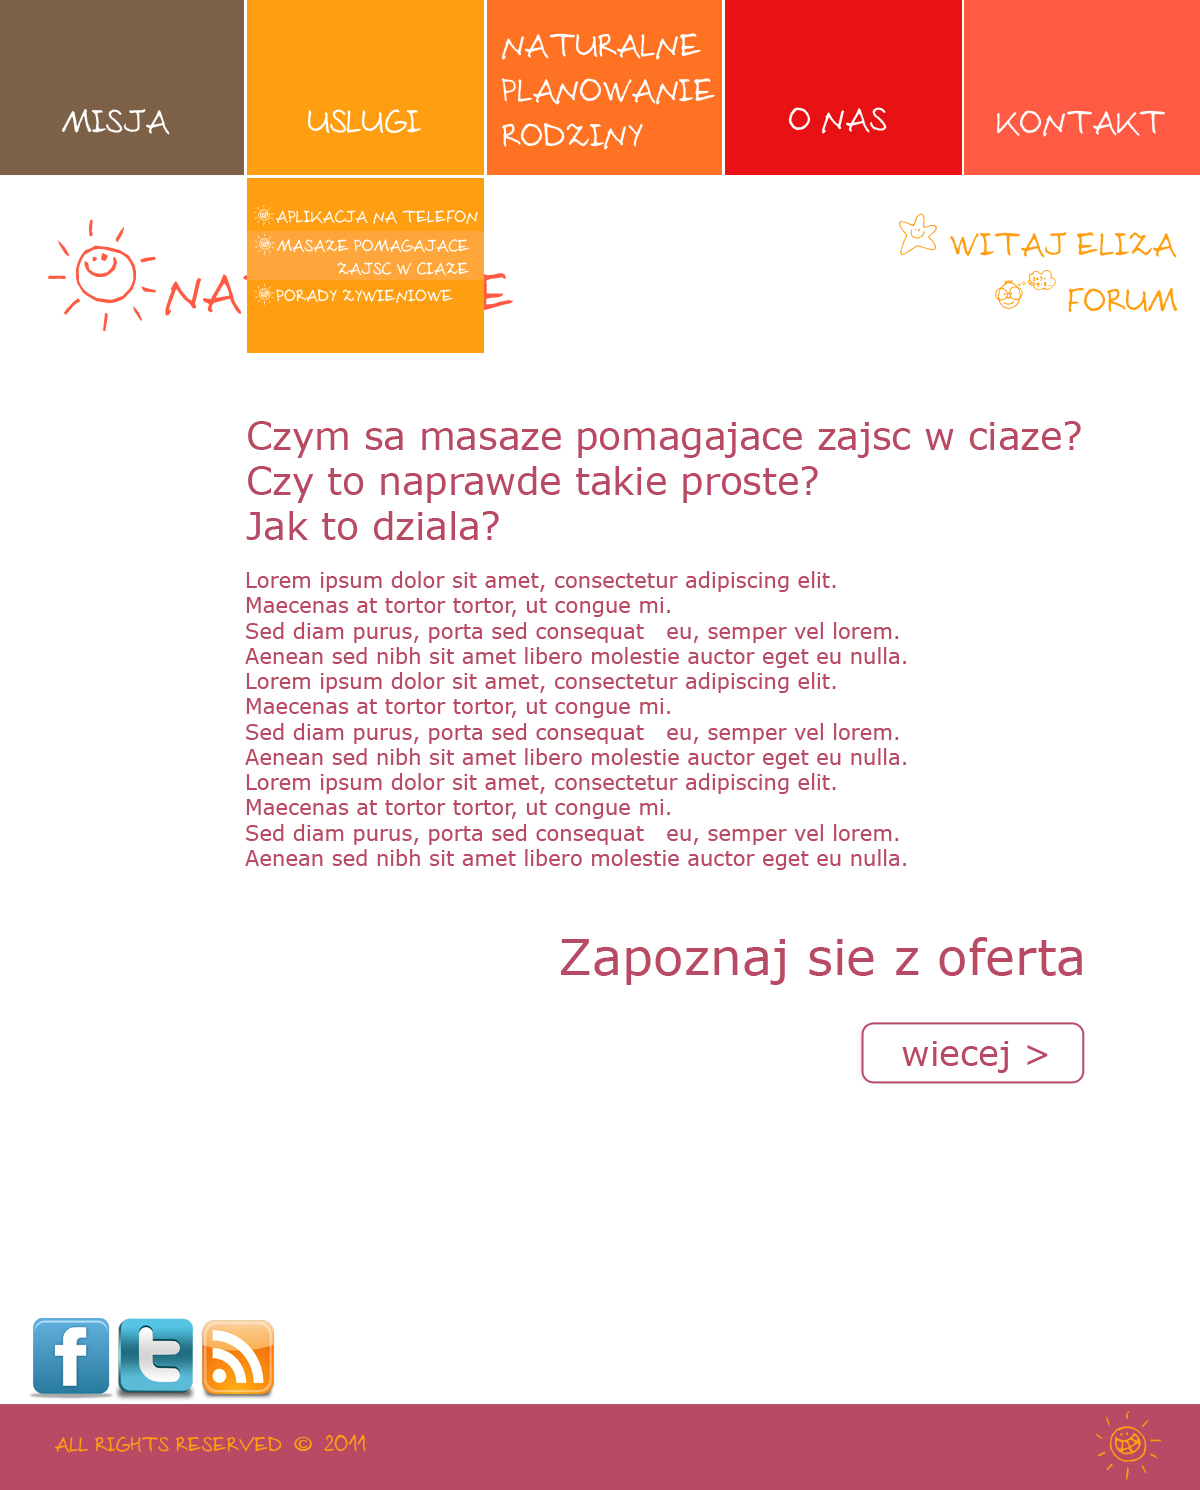 MISJA
USLUGI
NATURALNE
PLANOWANIE
RODZINY
O NAS
KONTAKT
APLIKACJA NA TELEFON
MASAZE POMAGAJACE
ZAJSC W CIAZE
PORADY ZYWIENIOWE
WITAJ ELIZA
FORUM
Czym sa masaze pomagajace zajsc w ciaze?
Czy to naprawde takie proste?
Jak to dziala?
Lorem ipsum dolor sit amet, consectetur adipiscing elit.
Maecenas at tortor tortor, ut congue mi.
Sed diam purus, porta sed consequat   eu, semper vel lorem.
Aenean sed nibh sit amet libero molestie auctor eget eu nulla.
Lorem ipsum dolor sit amet, consectetur adipiscing elit.
Maecenas at tortor tortor, ut congue mi.
Sed diam purus, porta sed consequat   eu, semper vel lorem.
Aenean sed nibh sit amet libero molestie auctor eget eu nulla.
Lorem ipsum dolor sit amet, consectetur adipiscing elit.
Maecenas at tortor tortor, ut congue mi.
Sed diam purus, porta sed consequat   eu, semper vel lorem.
Aenean sed nibh sit amet libero molestie auctor eget eu nulla.
Zapoznaj sie z oferta
wiecej >
ALL RIGHTS RESERVED © 2011